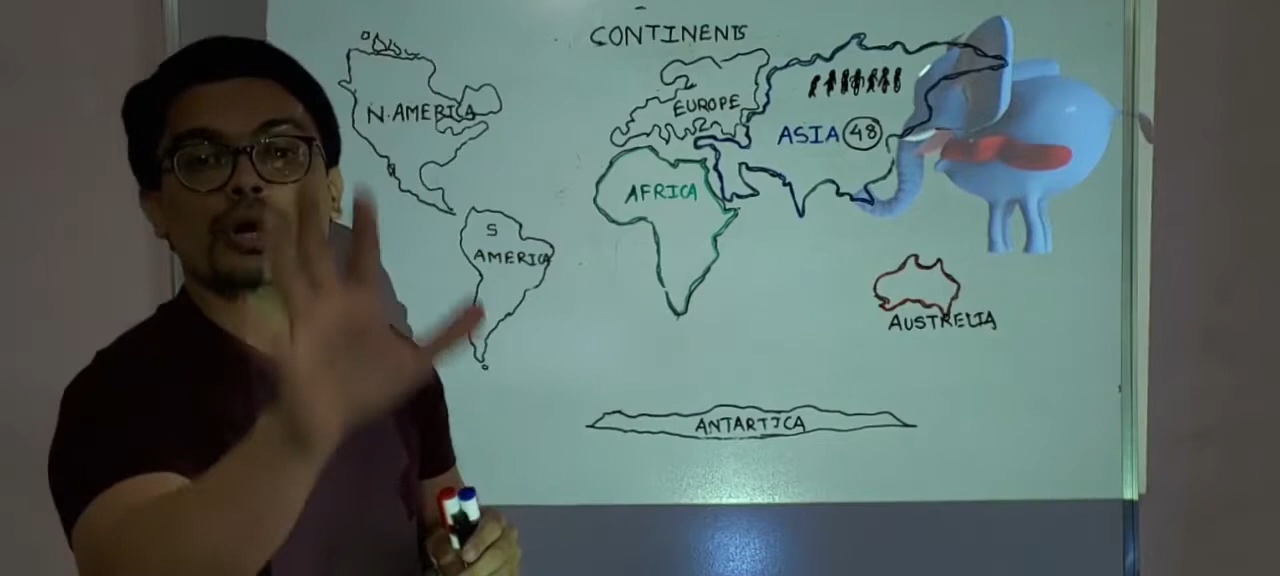 CONTINENTS
N.AMERICA
EUROPE
ASIA 48
AFRICA
S
AMERICA
AUSTRELIA
ANTARTICA